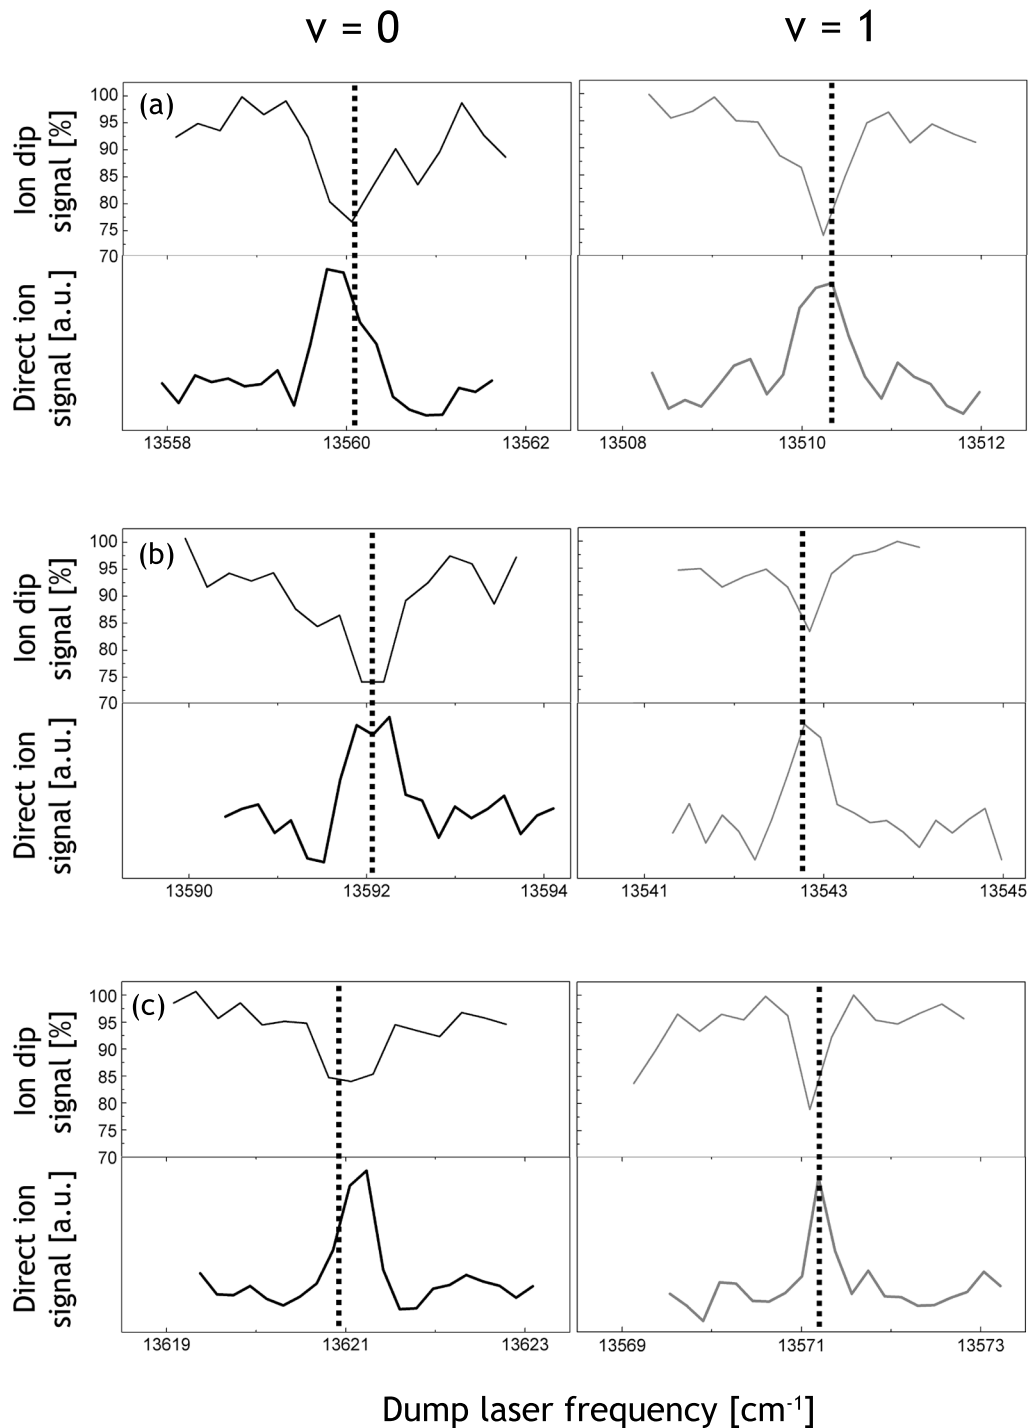 v = 0
v = 1
(a)
Ion dip
signal [%]
100
95
90
85
80
75
70
Direct ion
signal [a.u.]
13558
13560
13562
13508
13510
13512
(b)
Ion dip
signal [%]
100
95
90
85
80
75
70
Direct ion
signal [a.u.]
13590
13592
13594
13541
13543
13545
(c)
Ion dip
signal [%]
100
95
90
85
80
75
70
Direct ion
signal [a.u.]
13619
13621
13623
13569
13571
13573
Dump laser frequency [cm⁻¹]